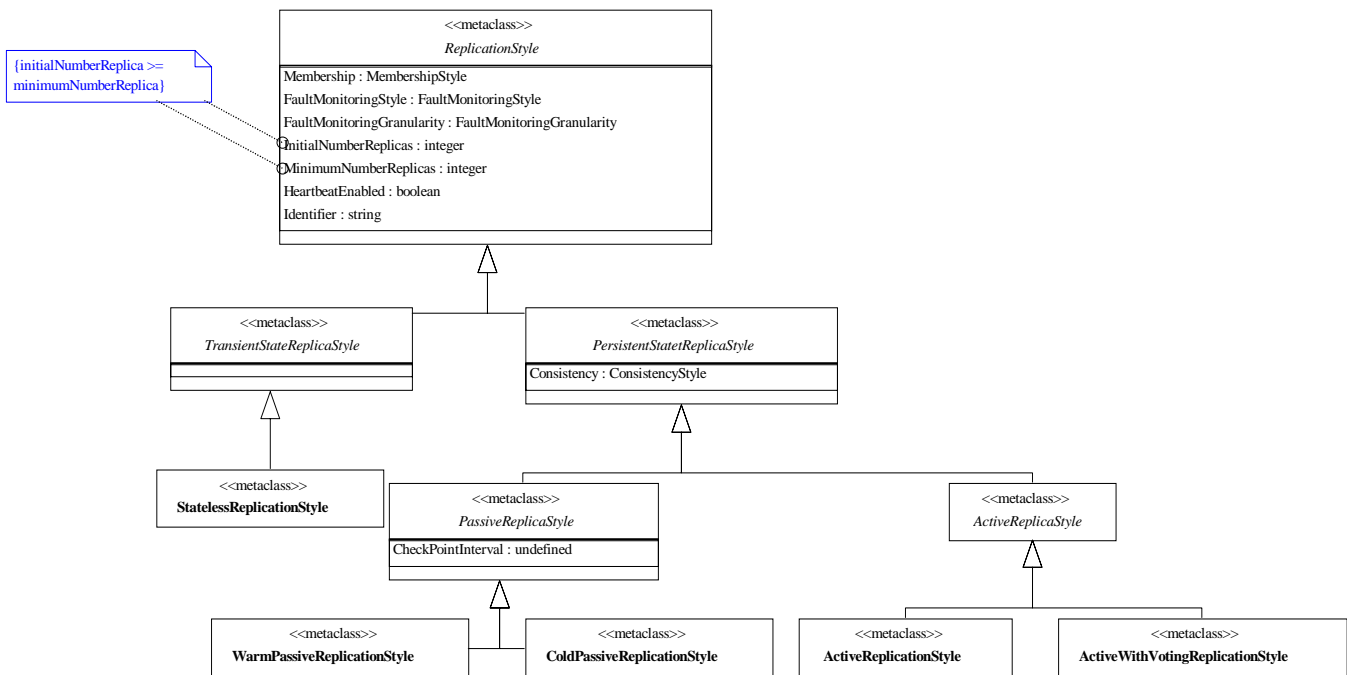 <<metaclass>>
ReplicationStyle
{initialNumberReplica >=
minimumNumberReplica}
Membership : MembershipStyle
FaultMonitoringStyle : FaultMonitoringStyle
FaultMonitoringGranularity : FaultMonitoringGranularity
InitialNumberReplicas : integer
MinimumNumberReplicas : integer
HeartbeatEnabled : boolean
Identifier : string
<<metaclass>>
TransientStateReplicaStyle
<<metaclass>>
PersistentStatetReplicaStyle
Consistency : ConsistencyStyle
<<metaclass>>
StatelessReplicationStyle
<<metaclass>>
PassiveReplicaStyle
CheckPointInterval : undefined
<<metaclass>>
ActiveReplicaStyle
<<metaclass>>
WarmPassiveReplicationStyle
<<metaclass>>
ColdPassiveReplicationStyle
<<metaclass>>
ActiveReplicationStyle
<<metaclass>>
ActiveWithVotingReplicationStyle